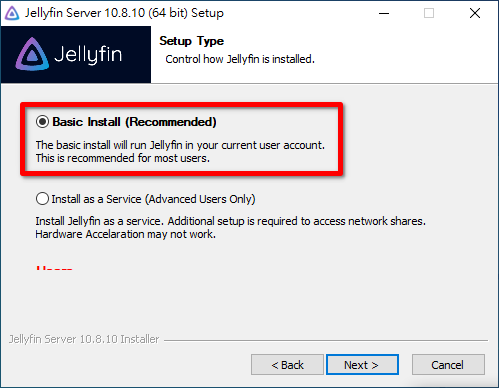 Jellyfin Server 10.8.10 (64 bit) Setup
Jellyfin
Setup Type
Control how Jellyfin is installed.
Basic Install (Recommended)
The basic install will run Jellyfin in your current user account.
This is recommended for most users.
Install as a Service (Advanced Users Only)
Install Jellyfin as a service. Additional setup is required to access network shares.
Hardware Accelaration may not work.
Jellyfin Server 10.8.10 Installer
< Back
Next >
Cancel